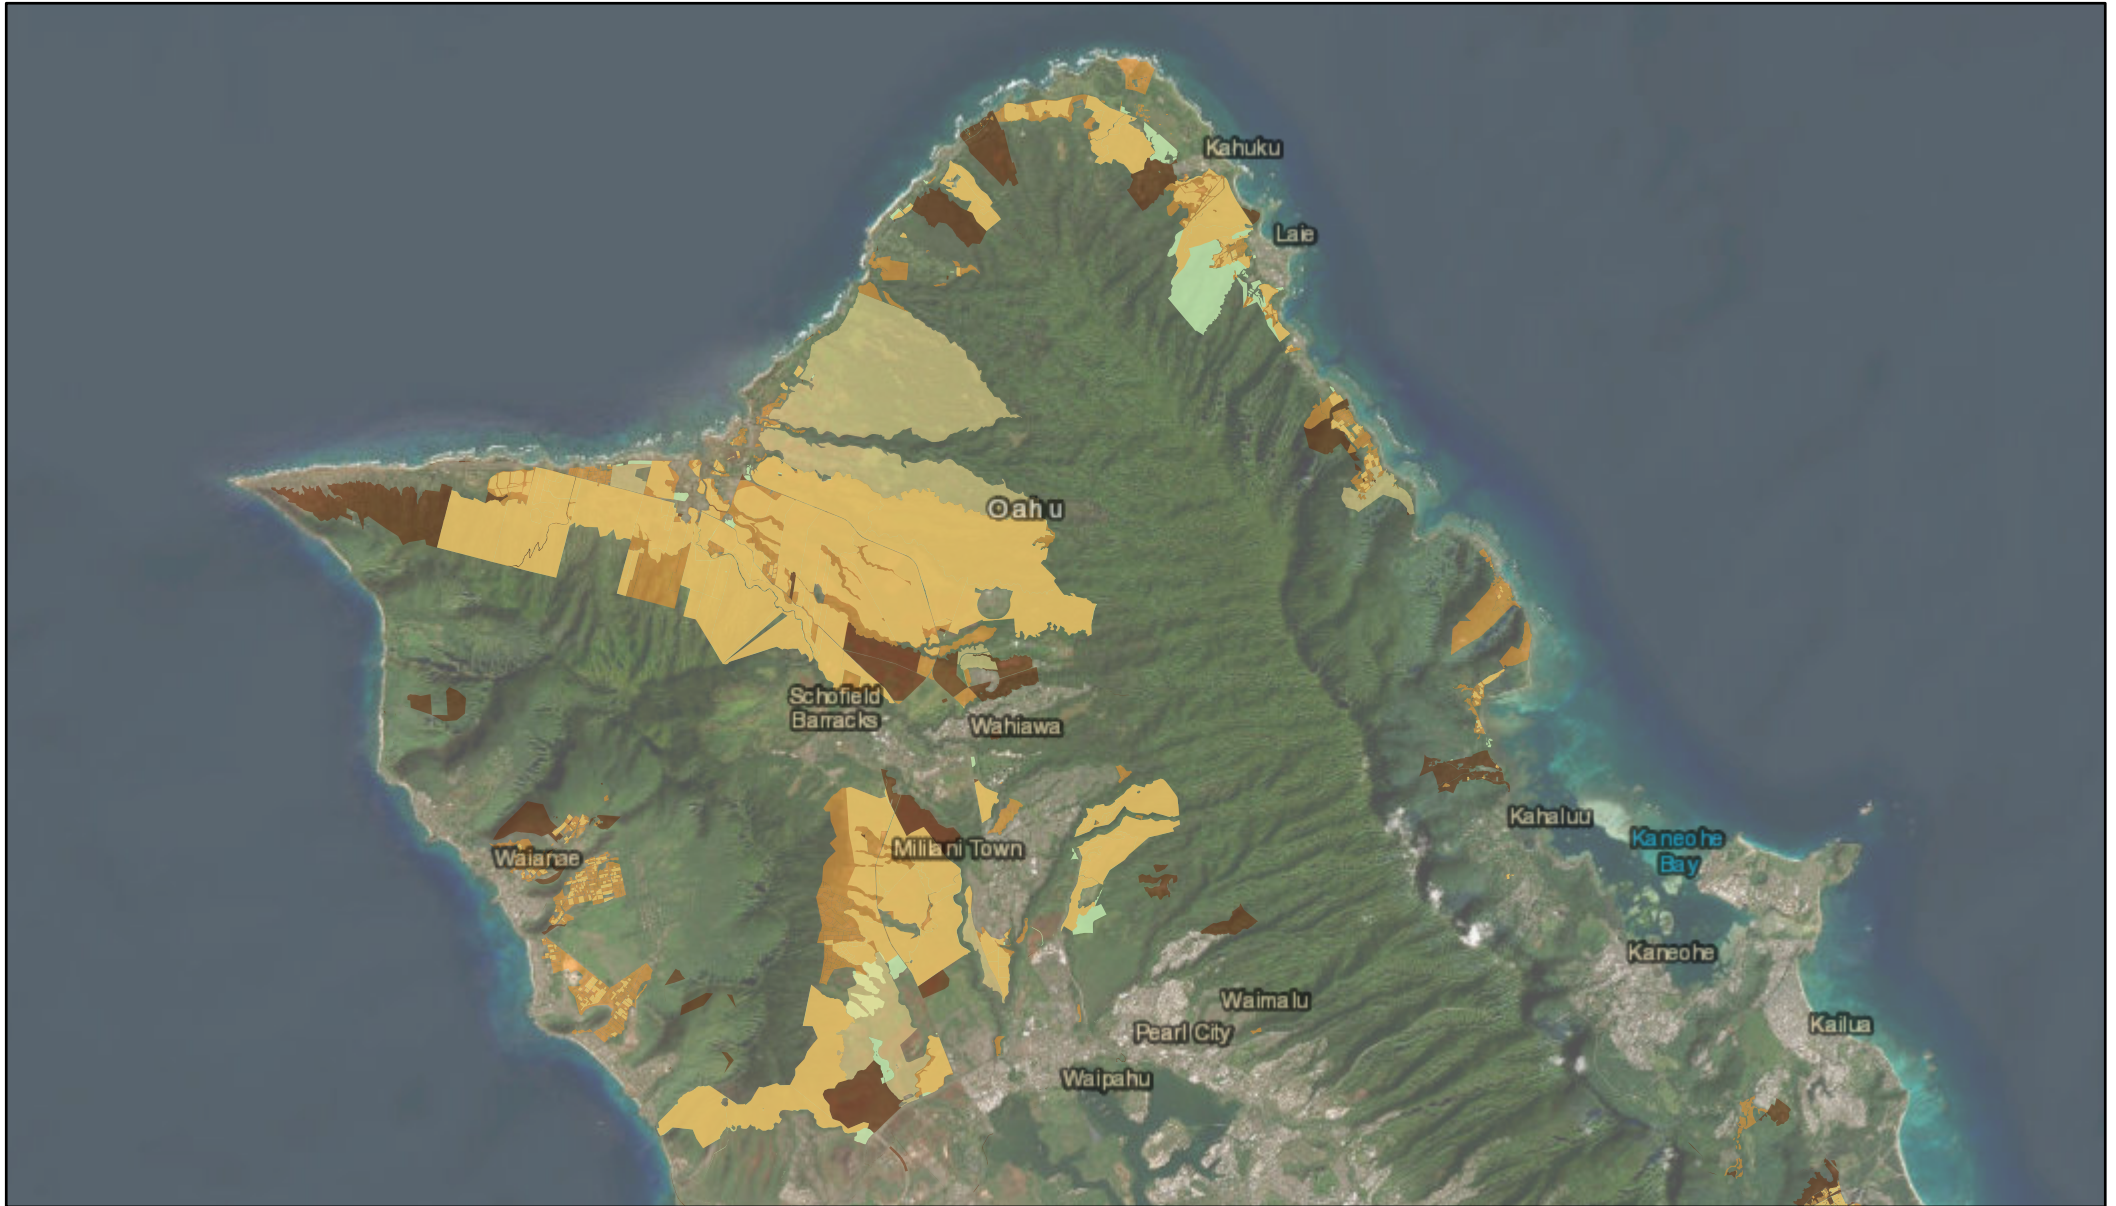 Kahuku
Laie
Oahu
Schofield
Barracks
Wahiawa
Mililani Town
Waianae
Kahaluu
Kaneohe
Bay
Kaneohe
Waimalu
Pearl City
Kailua
Waipahu